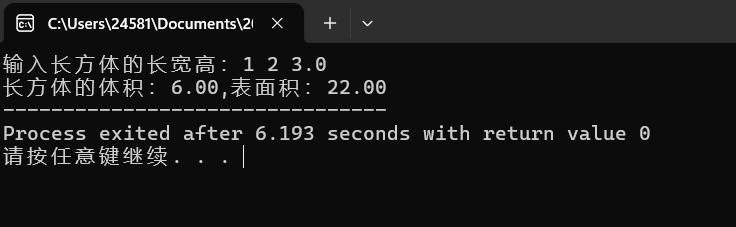 C:\Users\24581\Documents\20
输入长方体的长宽高：1 2 3.0
长方体的体积：6.00,表面积：22.00
--------------------------------
Process exited after 6.193 seconds with return value 0
请按任意键继续. . .